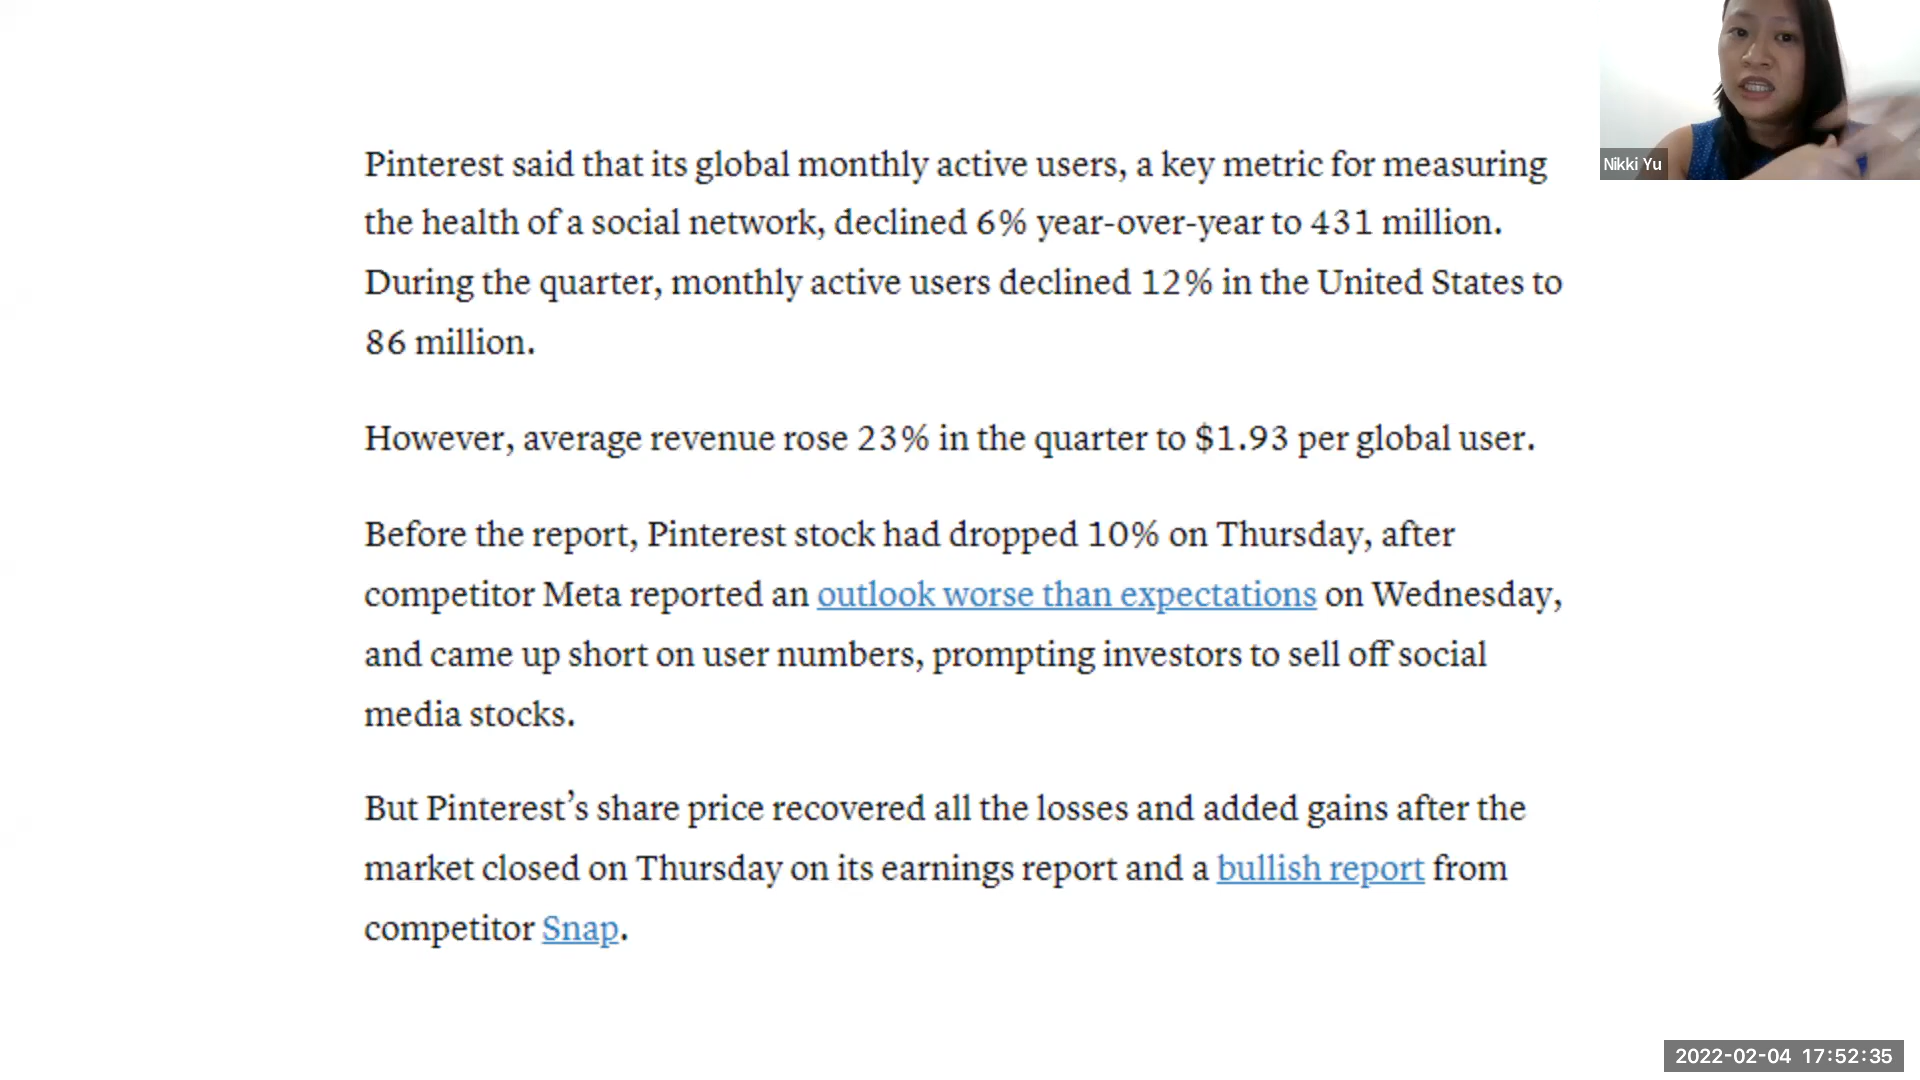 Pinterest said that its global monthly active users, a key metric for measuring
the health of a social network, declined 6% year-over-year to 431 million.
During the quarter, monthly active users declined 12% in the United States to
86 million.
However, average revenue rose 23% in the quarter to $1.93 per global user.
Before the report, Pinterest stock had dropped 10% on Thursday, after
competitor Meta reported an outlook worse than expectations on Wednesday,
and came up short on user numbers, prompting investors to sell off social
media stocks.
But Pinterest’s share price recovered all the losses and added gains after the
market closed on Thursday on its earnings report and a bullish report from
competitor Snap.
Nikki Yu
2022-02-04 17:52:35